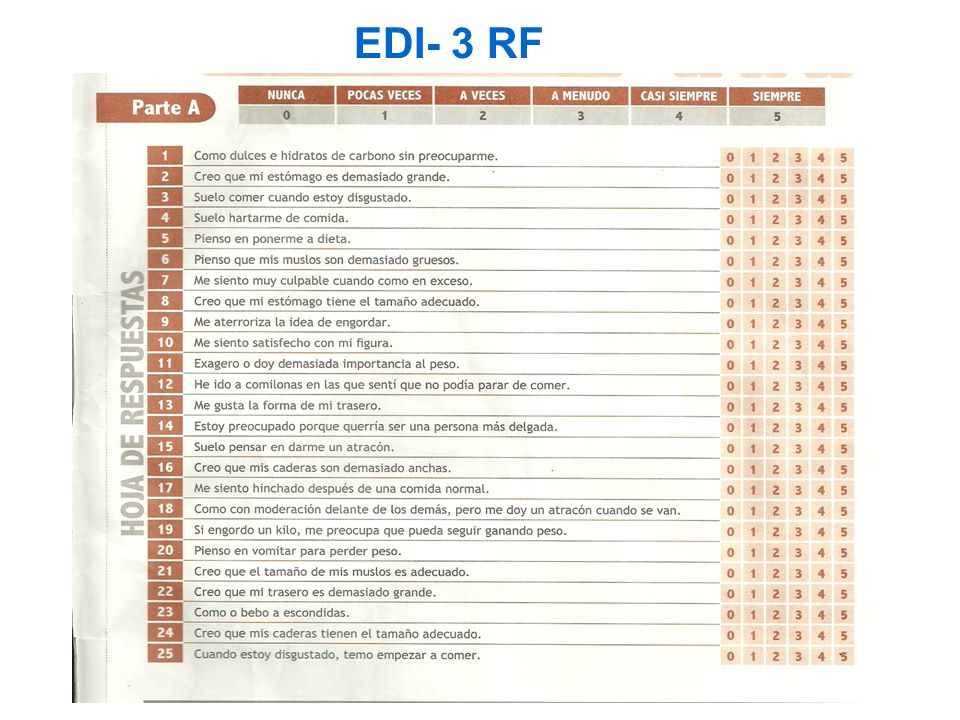 EDI- 3 RF
Parte A
NUNCA POCAS VECES A VECES A MENUDO CASI SIEMPRE SIEMPRE
0 1 2 3 4 5
HOJA DE RESPUESTAS
1 Como dulces e hidratos de carbono sin preocuparme. 0 1 2 3 4 5
2 Creo que mi estómago es demasiado grande. 0 1 2 3 4 5
3 Suelo comer cuando estoy disgustado. 0 1 2 3 4 5
4 Suelo hartarme de comida. 0 1 2 3 4 5
5 Pienso en ponerme a dieta. 0 1 2 3 4 5
6 Pienso que mis muslos son demasiado gruesos. 0 1 2 3 4 5
7 Me siento muy culpable cuando como en exceso. 0 1 2 3 4 5
8 Creo que mi estómago tiene el tamaño adecuado. 0 1 2 3 4 5
9 Me aterroriza la idea de engordar. 0 1 2 3 4 5
10 Me siento satisfecho con mi figura. 0 1 2 3 4 5
11 Exagero o doy demasiada importancia al peso. 0 1 2 3 4 5
12 He ido a comilonas en las que sentí que no podía parar de comer. 0 1 2 3 4 5
13 Me gusta la forma de mi trasero. 0 1 2 3 4 5
14 Estoy preocupado porque querría ser una persona más delgada. 0 1 2 3 4 5
15 Suelo pensar en darme un atracón. 0 1 2 3 4 5
16 Creo que mis caderas son demasiado anchas. 0 1 2 3 4 5
17 Me siento hinchado después de una comida normal. 0 1 2 3 4 5
18 Como con moderación delante de los demás, pero me doy un atracón cuando se van. 0 1 2 3 4 5
19 Si engordo un kilo, me preocupa que pueda seguir ganando peso. 0 1 2 3 4 5
20 Pienso en vomitar para perder peso. 0 1 2 3 4 5
21 Creo que el tamaño de mis muslos es adecuado. 0 1 2 3 4 5
22 Creo que mi trasero es demasiado grande. 0 1 2 3 4 5
23 Como o bebo a escondidas. 0 1 2 3 4 5
24 Creo que mis caderas tienen el tamaño adecuado. 0 1 2 3 4 5
25 Cuando estoy disgustado, temo empezar a comer. 0 1 2 3 4 5